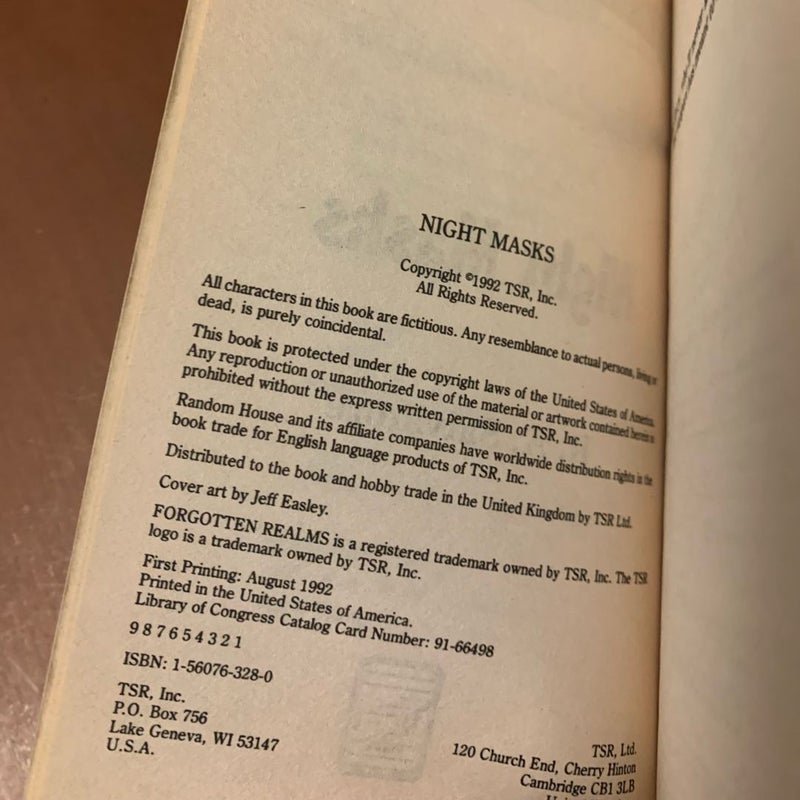 NIGHT MASKS
Copyright ©1992 TSR, Inc.
All Rights Reserved.
All characters in this book are fictitious. Any resemblance to actual persons, living or
dead, is purely coincidental.
This book is protected under the copyright laws of the United States of America.
Any reproduction or unauthorized use of the material or artwork contained herein is
prohibited without the express written permission of TSR, Inc.
Random House and its affiliate companies have worldwide distribution rights in the
book trade for English language products of TSR, Inc.
Distributed to the book and hobby trade in the United Kingdom by TSR Ltd.
Cover art by Jeff Easley.
FORGOTTEN REALMS is a registered trademark owned by TSR, Inc. The TSR
logo is a trademark owned by TSR, Inc.
First Printing: August 1992
Printed in the United States of America.
Library of Congress Catalog Card Number: 91-66498
9 8 7 6 5 4 3 2 1
ISBN: 1-56076-328-0
TSR, Inc.
P.O. Box 756
Lake Geneva, WI 53147
U.S.A.
TSR, Ltd.
120 Church End, Cherry Hinton
Cambridge CB1 3LB